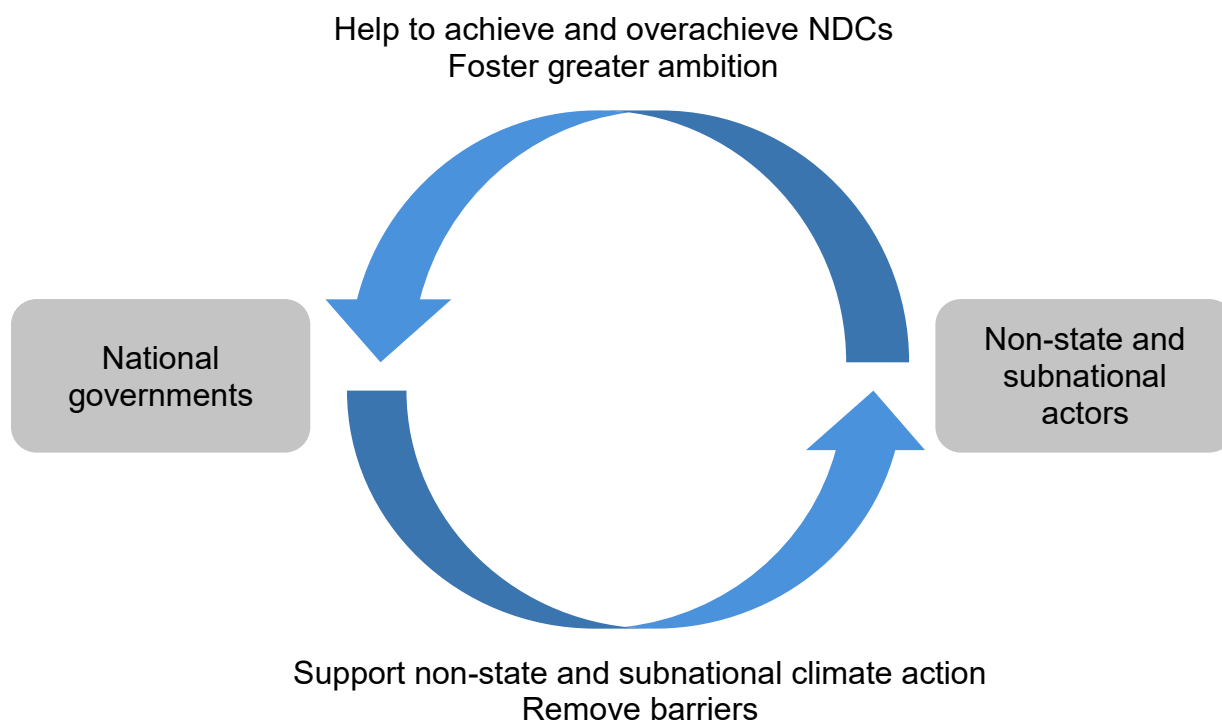 Help to achieve and overachieve NDCs
Foster greater ambition
National
governments
Non-state and
subnational
actors
Support non-state and subnational climate action
Remove barriers